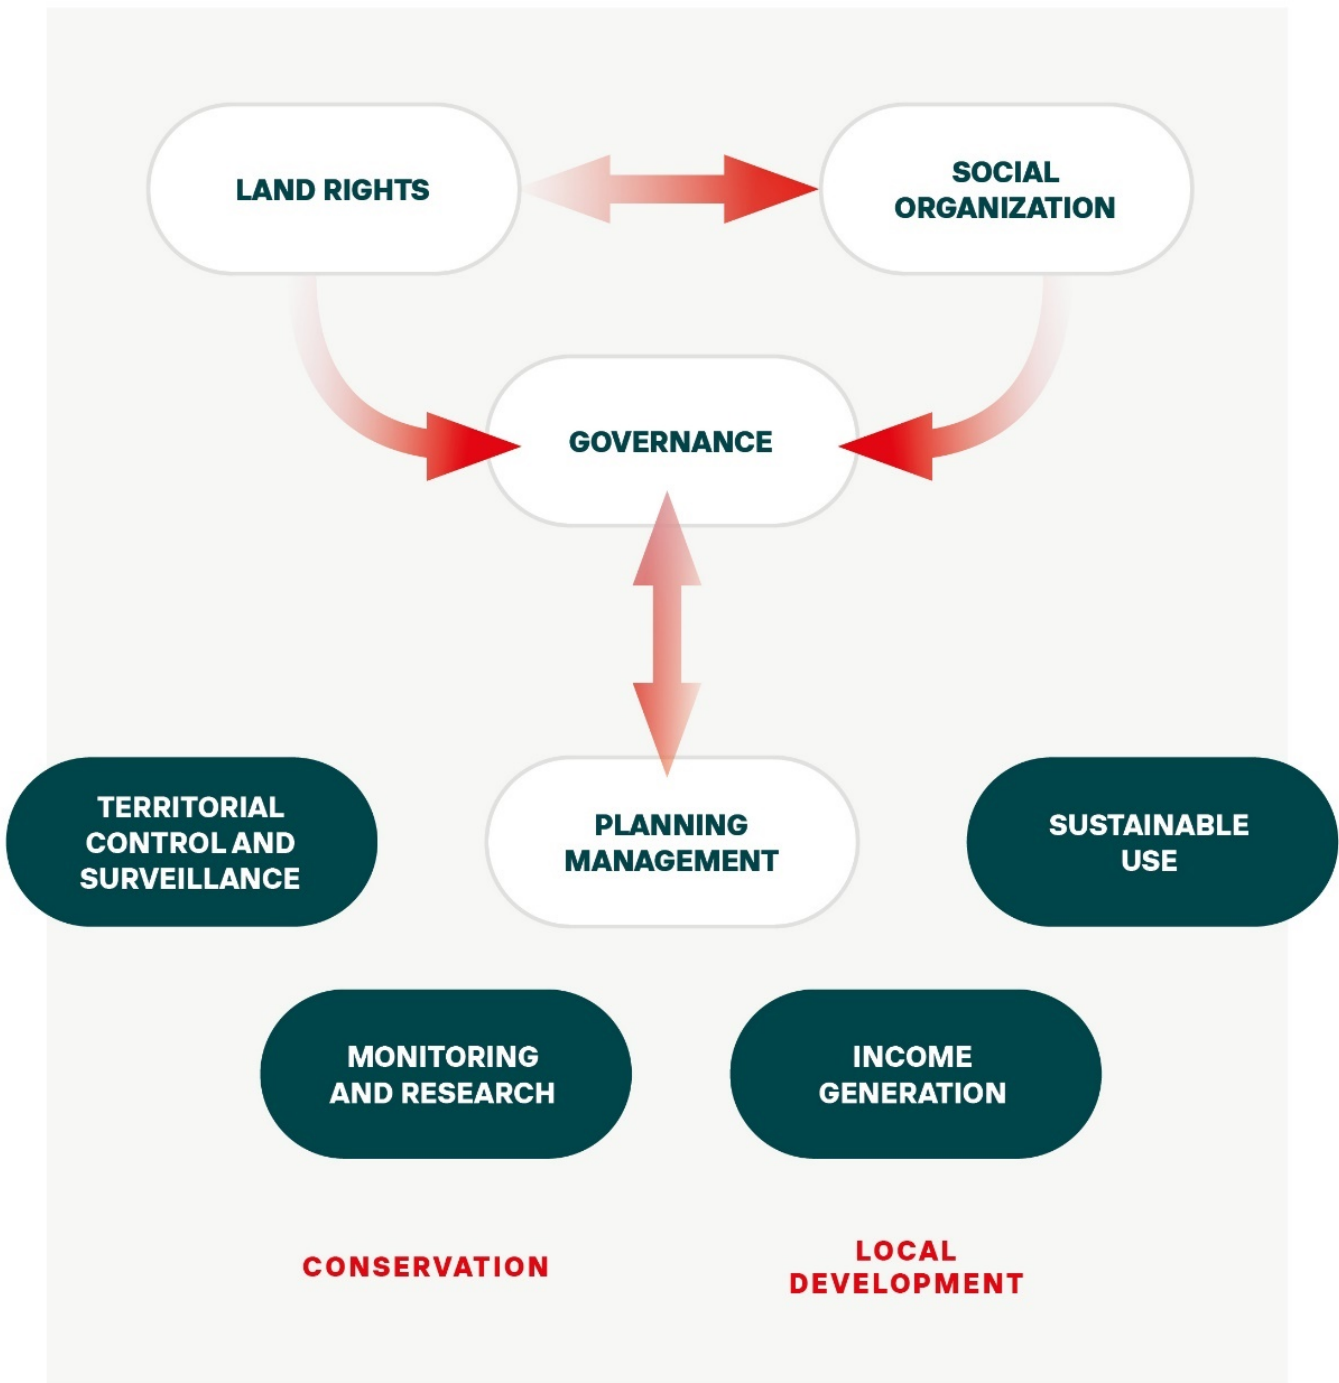 LAND RIGHTS
SOCIAL
ORGANIZATION
GOVERNANCE
TERRITORIAL
CONTROL AND
SURVEILLANCE
PLANNING
MANAGEMENT
SUSTAINABLE
USE
MONITORING
AND RESEARCH
INCOME
GENERATION
CONSERVATION
LOCAL
DEVELOPMENT